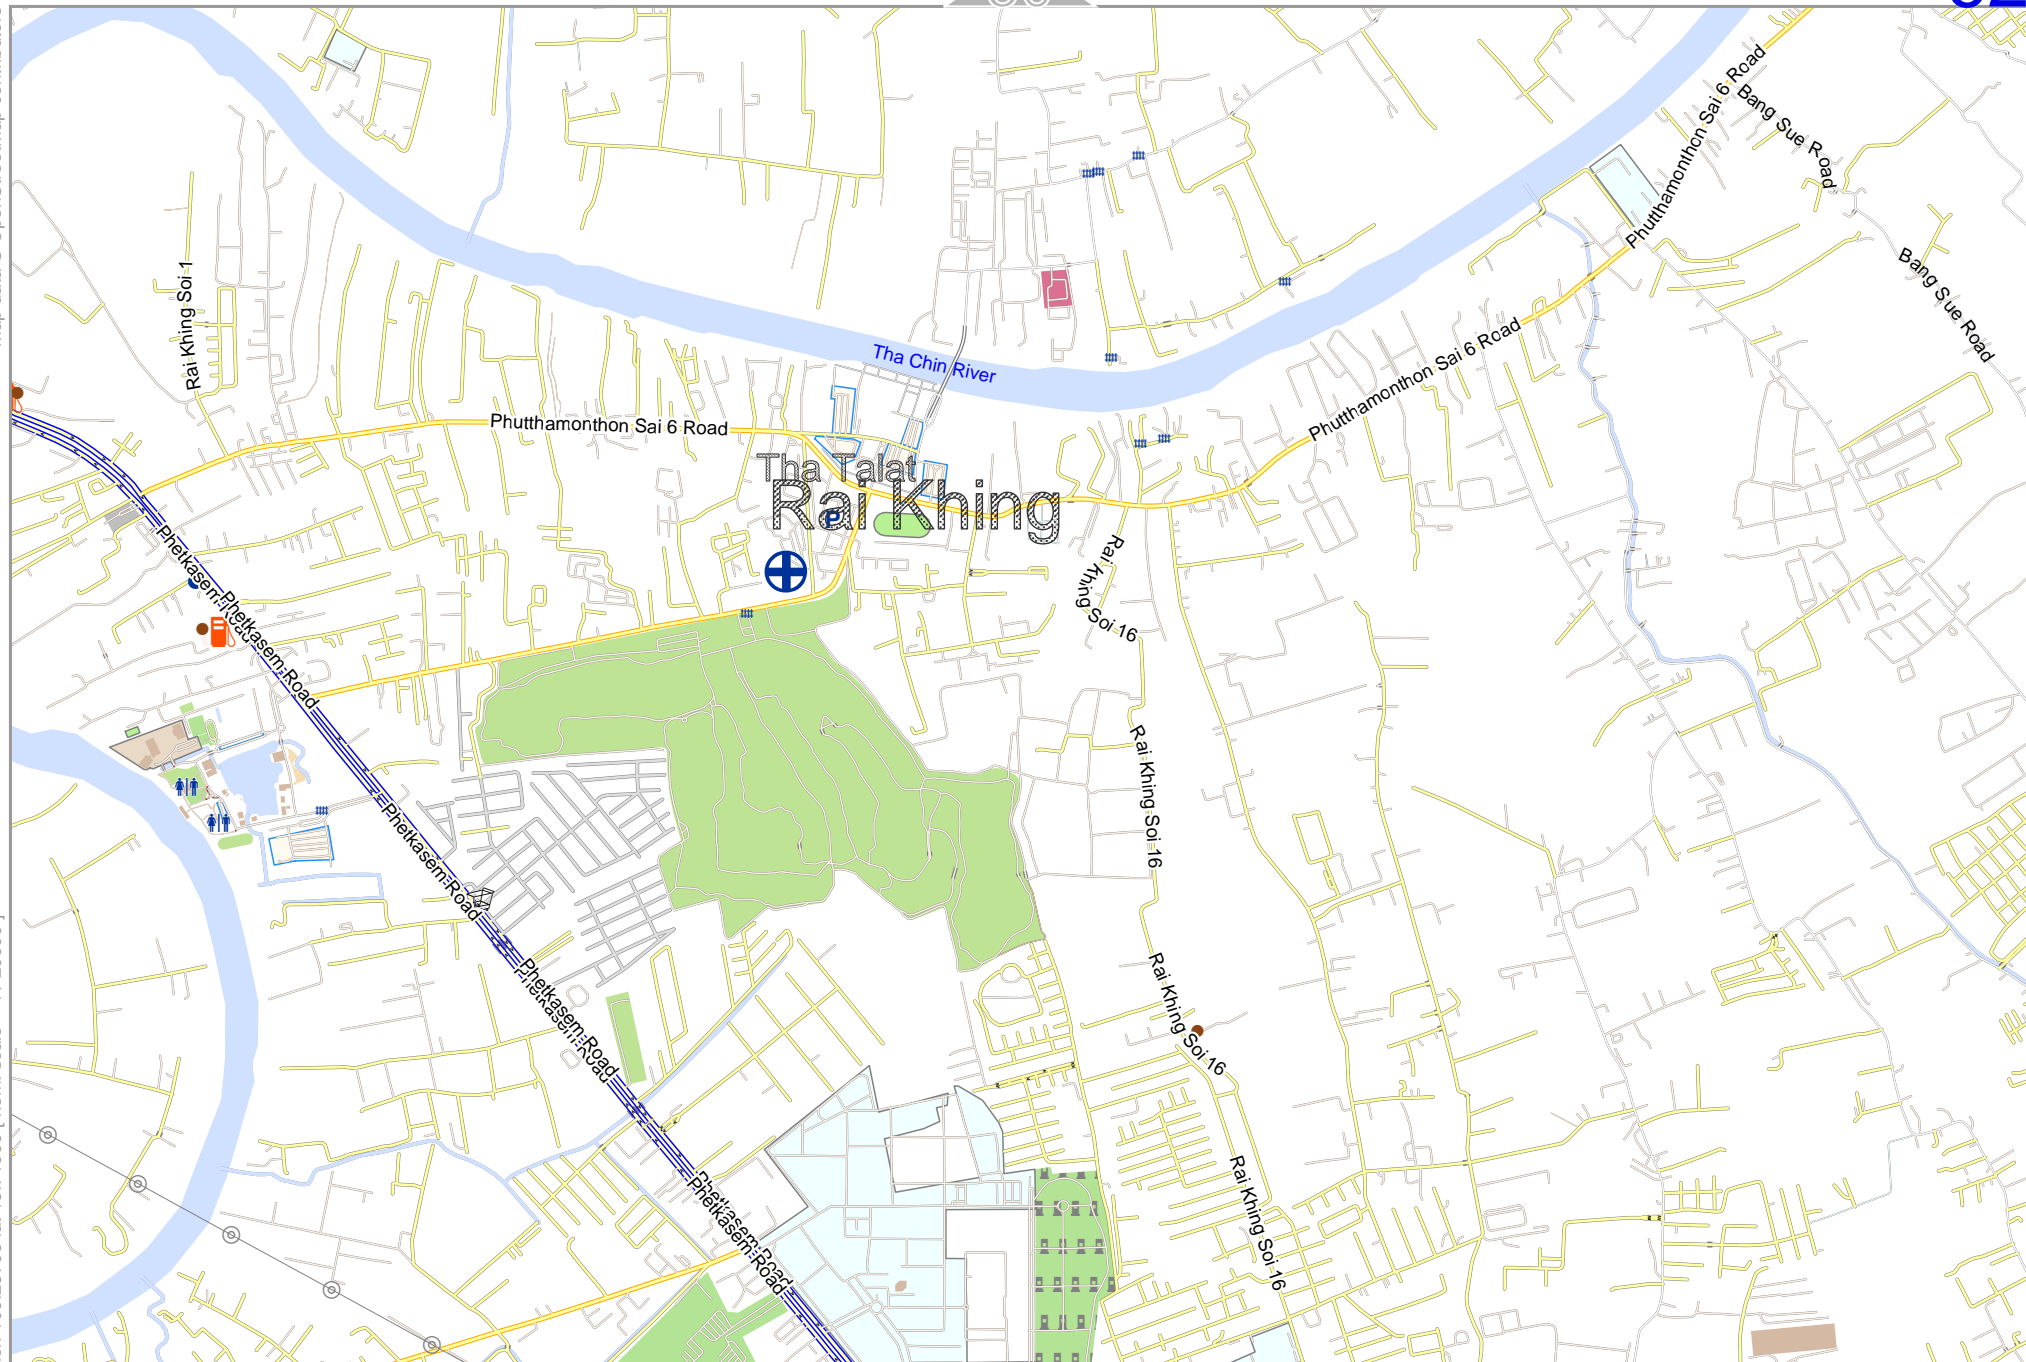 Phutthamonthon Sai 6 Road
Bang Sue Road
Bang Sue Road
Rai Khing Soi 1
Tha Chin River
Phutthamonthon Sai 6 Road
Phutthamonthon Sai 6 Road
Tha Talat
Rai Khing
P
Rai Khing Soi 16
Phetkasem Road
Phetkasem Road
Rai Khing Soi 16
Phetkasem Road
Rai Khing Soi 16
Phetkasem Road
Phetkasem Road
Rai Khing Soi 16
Phetkasem Road
Phetkasem Road